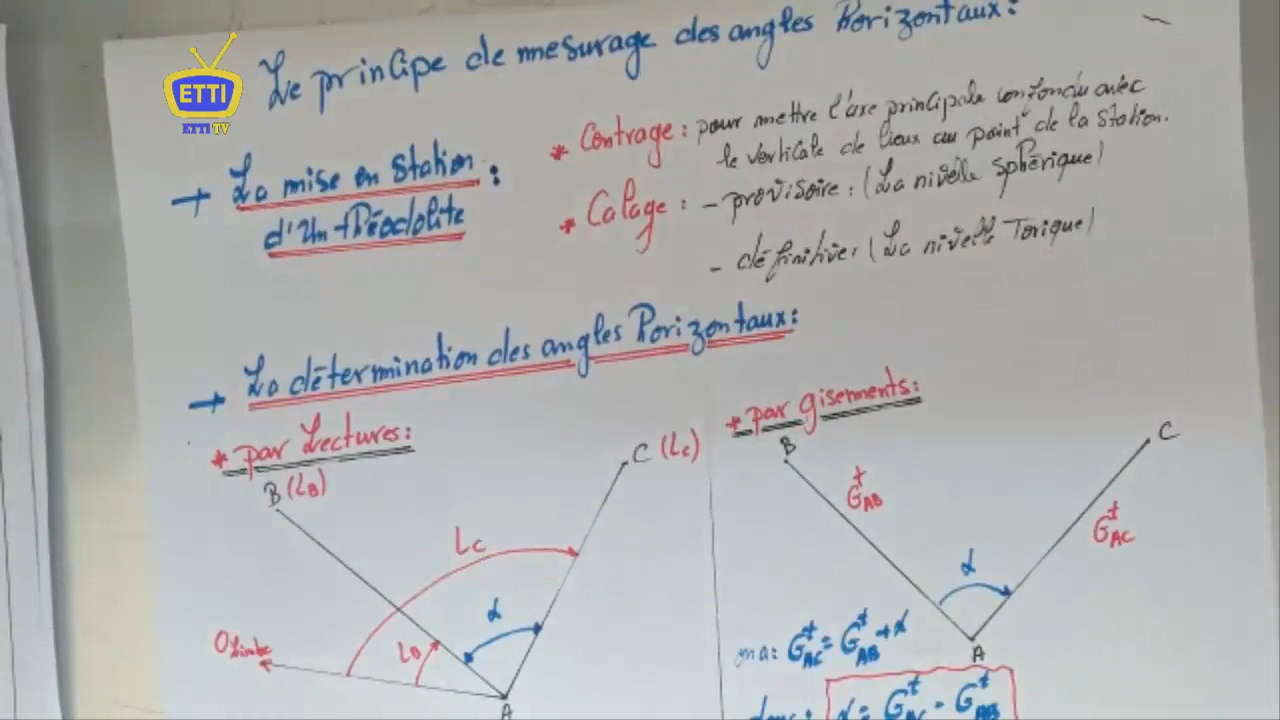 Le principe de mesurage des angles Horizontaux:
ETTI
ETTI TV
→ La mise en Station :
d'Un théodolite
* Contrage : pour mettre l'axe principale confondu avec
le verticale de lieux au point de la Station.
* Calage : - provisoire : (La nivelle Sphérique)
- définitive : (La nivelle Torique)
→ La détermination des angles Horizontaux:
* par Lectures:
B (LB)
C (Lc)
Lc
α
LB
0 Limbe
A
* par gisements:
B
C
G^t AB
G^t AC
α
A
on a: G^t AC = G^t AB + α
donc: α = G^t AC - G^t AB